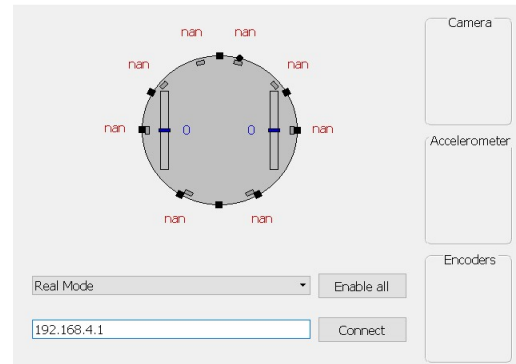 Camera
nan nan
nan nan
nan 0 0 nan
Accelerometer
nan nan
Encoders
Real Mode Enable all
192.168.4.1 Connect